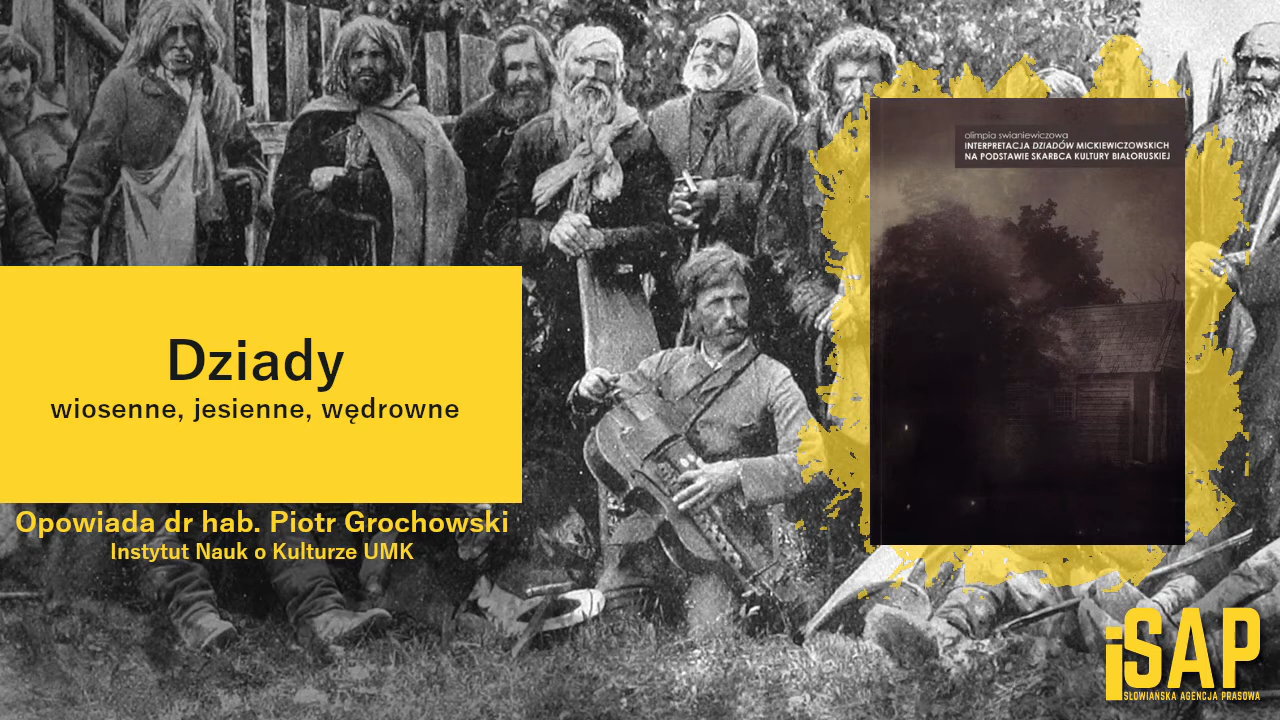 Dziady
wiosenne, jesienne, wędrowne
Opowiada dr hab. Piotr Grochowski
Instytut Nauk o Kulturze UMK
olimpia swianiewiczowa
INTERPRETACJA DZIADÓW MICKIEWICZOWSKICH
NA PODSTAWIE SKARBCA KULTURY BIAŁORUSKIEJ
iSAP
SŁOWIAŃSKA AGENCJA PRASOWA